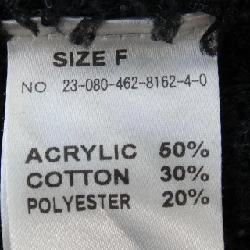 SIZE F
NO 23-080-462-8162-4-0
ACRYLIC 50%
COTTON 30%
POLYESTER 20%